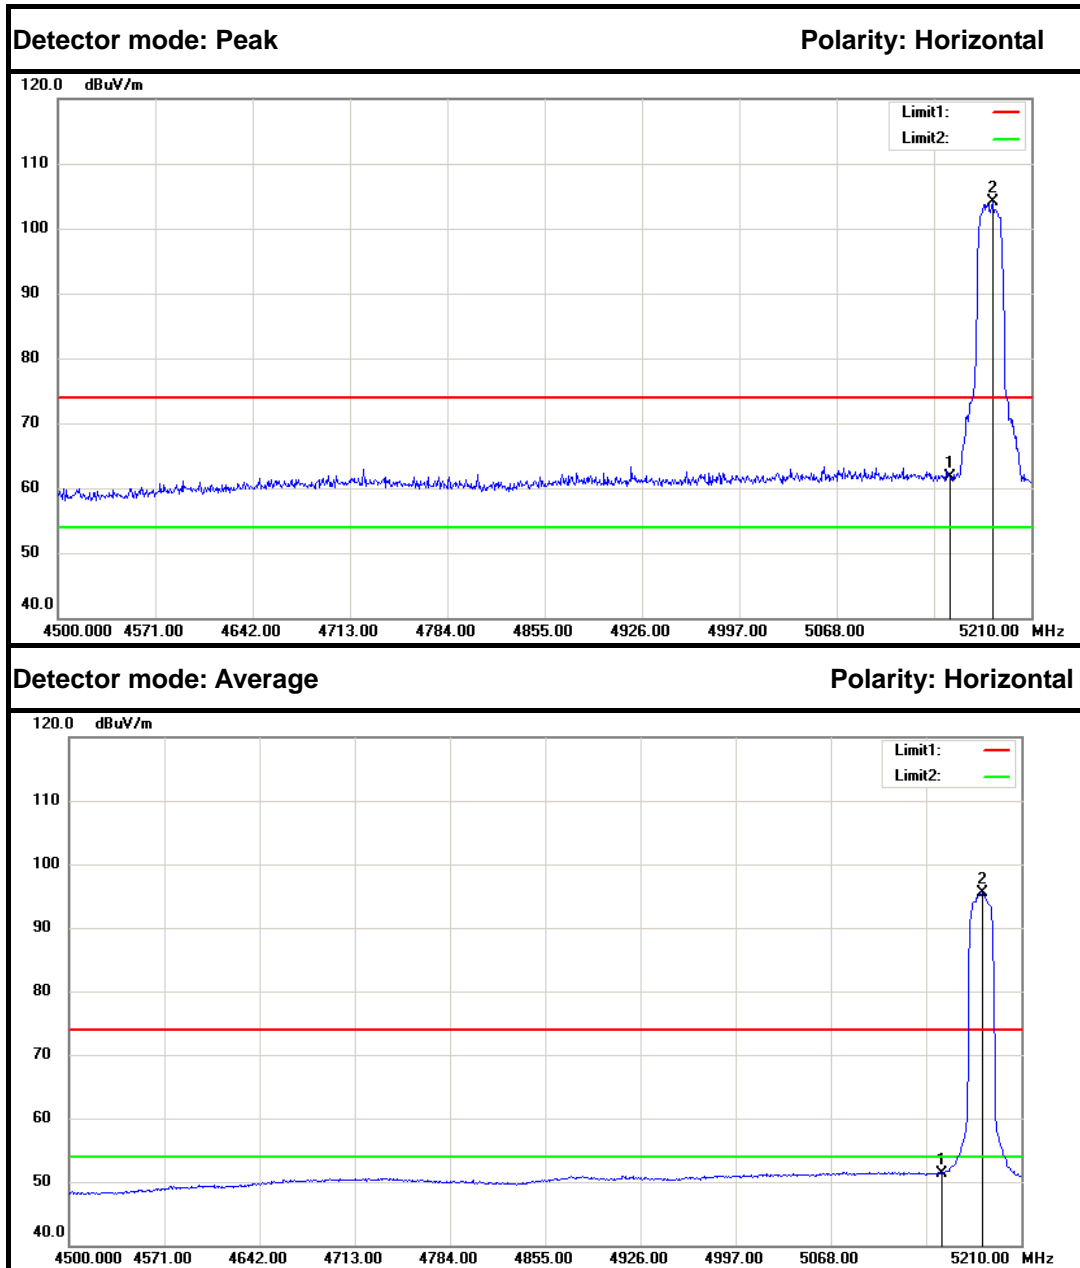 Detector mode: Peak Polarity: Horizontal
120.0 dBuV/m
Limit1:
Limit2:
110
100
90
80
70
60
50
40.0
2
1
4500.000 4571.00 4642.00 4713.00 4784.00 4855.00 4926.00 4997.00 5068.00 5210.00 MHz
Detector mode: Average Polarity: Horizontal
120.0 dBuV/m
Limit1:
Limit2:
110
100
90
80
70
60
50
40.0
2
1
4500.000 4571.00 4642.00 4713.00 4784.00 4855.00 4926.00 4997.00 5068.00 5210.00 MHz